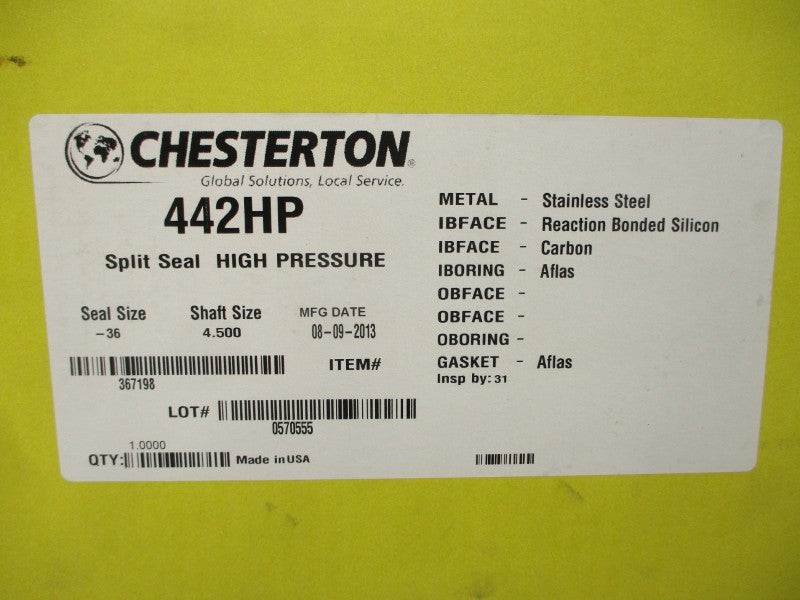 CHESTERTON®
Global Solutions, Local Service.
442HP
Split Seal HIGH PRESSURE
Seal Size Shaft Size MFG DATE
-36 4.500 08-09-2013
ITEM#
367198
LOT#
0570555
1.0000
QTY: Made in USA
METAL - Stainless Steel
IBFACE - Reaction Bonded Silicon
IBFACE - Carbon
IBORING - Aflas
OBFACE -
OBFACE -
OBORING -
GASKET - Aflas
Insp by: 31